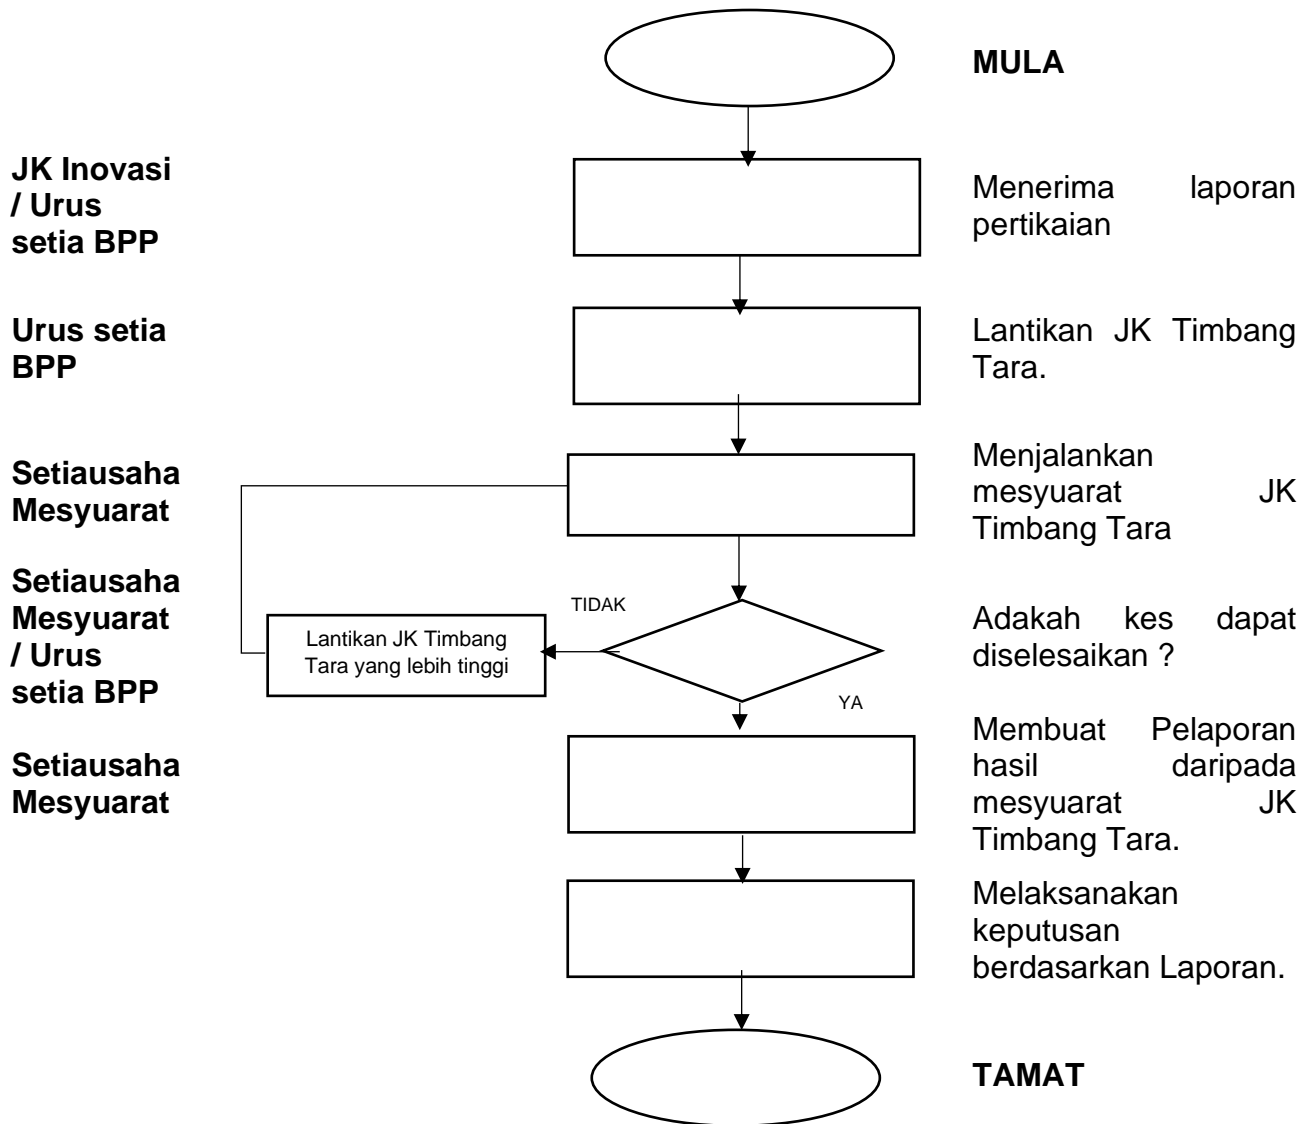 MULA
JK Inovasi
/ Urus
setia BPP
Menerima laporan
pertikaian
Urus setia
BPP
Lantikan JK Timbang
Tara.
Setiausaha
Mesyuarat
Menjalankan
mesyuarat JK
Timbang Tara
Setiausaha
Mesyuarat
/ Urus
setia BPP
Lantikan JK Timbang
Tara yang lebih tinggi
TIDAK
Adakah kes dapat
diselesaikan ?
YA
Setiausaha
Mesyuarat
Membuat Pelaporan
hasil daripada
mesyuarat JK
Timbang Tara.
Melaksanakan
keputusan
berdasarkan Laporan.
TAMAT